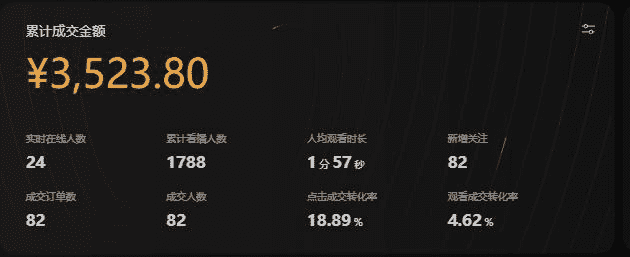 累计成交金额
¥3,523.80
实时在线人数 累计看播人数 人均观看时长 新增关注
24 1788 1分57秒 82
成交订单数 成交人数 点击成交转化率 观看成交转化率
82 82 18.89% 4.62%